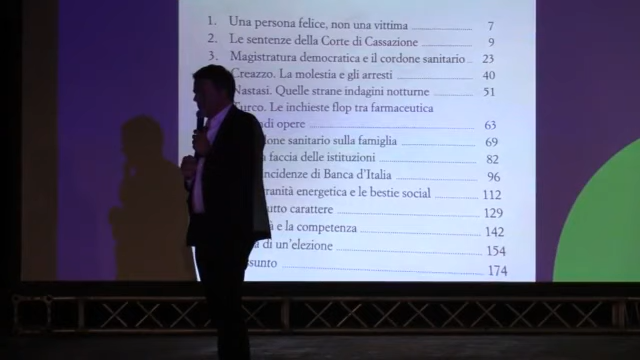 1. Una persona felice, non una vittima 7
2. Le sentenze della Corte di Cassazione 9
3. Magistratura democratica e il cordone sanitario 23
Creazzo. La molestia e gli arresti 40
Nastasi. Quelle strane indagini notturne 51
Turco. Le inchieste flop tra farmaceutica
di opere 63
sanitario sulla famiglia 69
faccia delle istituzioni 82
di Banca d'Italia 96
energetica e le bestie social 112
carattere 129
e la competenza 142
di un'elezione 154
174